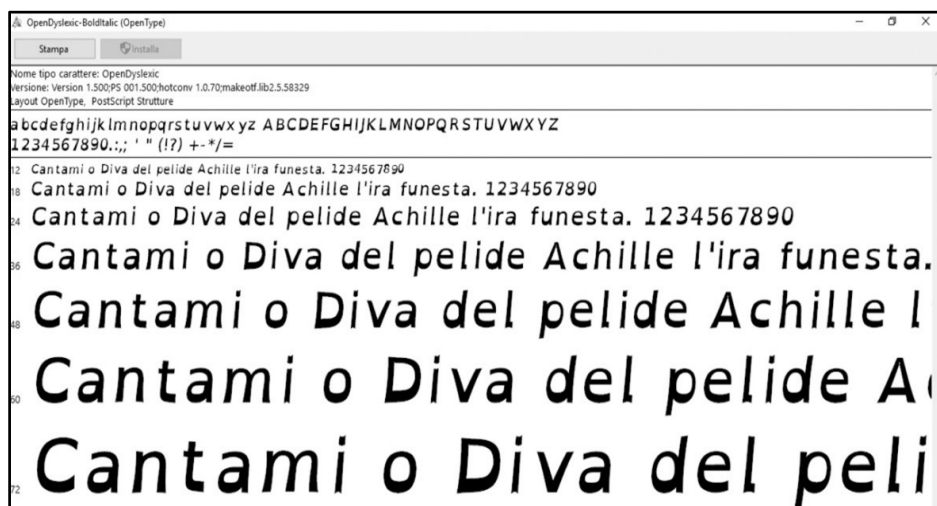 OpenDyslexic-BoldItalic (OpenType)
Stampa Installa
Nome tipo carattere: OpenDyslexic
Versione: Version 1.500;PS 001.500;hotconv 1.0.70;makeotf.lib2.5.58329
Layout OpenType, PostScript Strutture
abcdefghijklmnopqrstuvwxyz ABCDEFGHIJKLMNOPQRSTUVWXYZ
1234567890.:,; ' " (!?) +-*/=
12 Cantami o Diva del pelide Achille l'ira funesta. 1234567890
18 Cantami o Diva del pelide Achille l'ira funesta. 1234567890
24 Cantami o Diva del pelide Achille l'ira funesta. 1234567890
36 Cantami o Diva del pelide Achille l'ira funesta.
48 Cantami o Diva del pelide Achille l
60 Cantami o Diva del pelide A
72 Cantami o Diva del peli